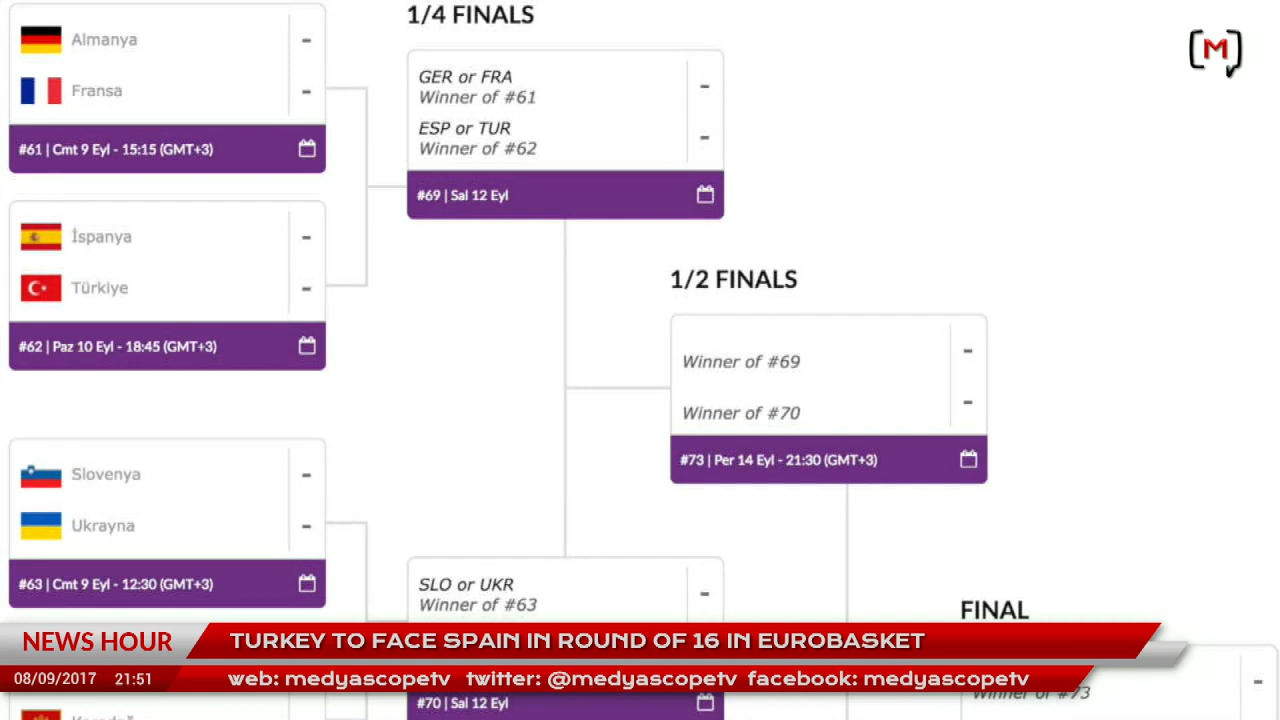 1/4 FINALS
[M]
Almanya -
Fransa -
#61 | Cmt 9 Eyl - 15:15 (GMT+3)
GER or FRA
Winner of #61 -
ESP or TUR
Winner of #62 -
#69 | Sal 12 Eyl
İspanya -
Türkiye -
#62 | Paz 10 Eyl - 18:45 (GMT+3)
1/2 FINALS
Winner of #69 -
Winner of #70 -
#73 | Per 14 Eyl - 21:30 (GMT+3)
Slovenya -
Ukrayna -
#63 | Cmt 9 Eyl - 12:30 (GMT+3)
SLO or UKR
Winner of #63 -
FINAL
NEWS HOUR
TURKEY TO FACE SPAIN IN ROUND OF 16 IN EUROBASKET
08/09/2017 21:51
web: medyascopetv twitter: @medyascopetv facebook: medyascopetv
Winner of #73 -
#70 | Sal 12 Eyl